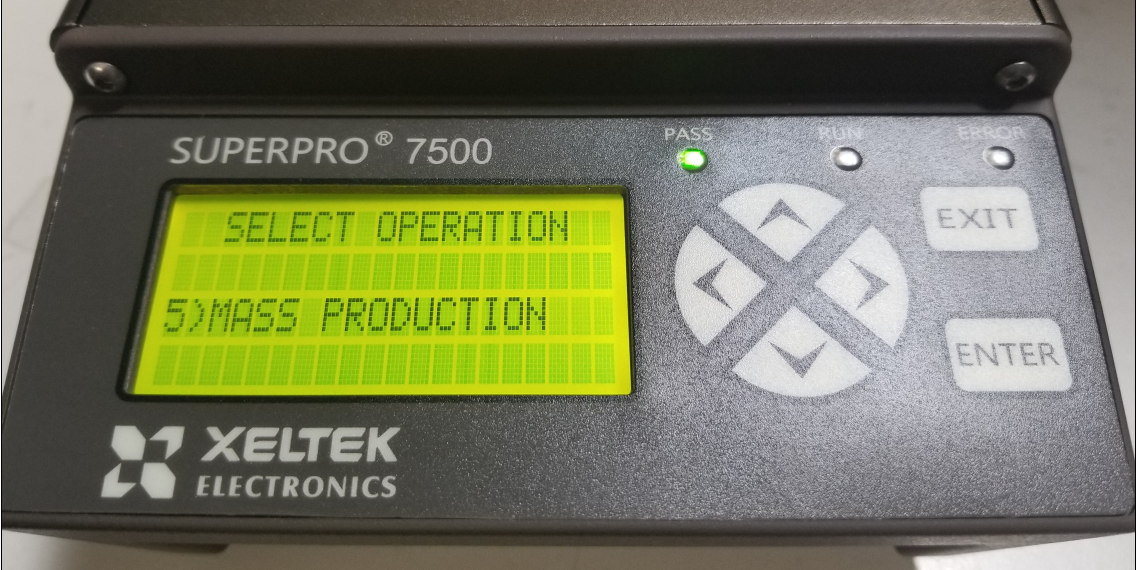 SUPERPRO® 7500
PASS
RUN
ERROR
SELECT OPERATION
5)MASS PRODUCTION
EXIT
ENTER
XELTEK
ELECTRONICS